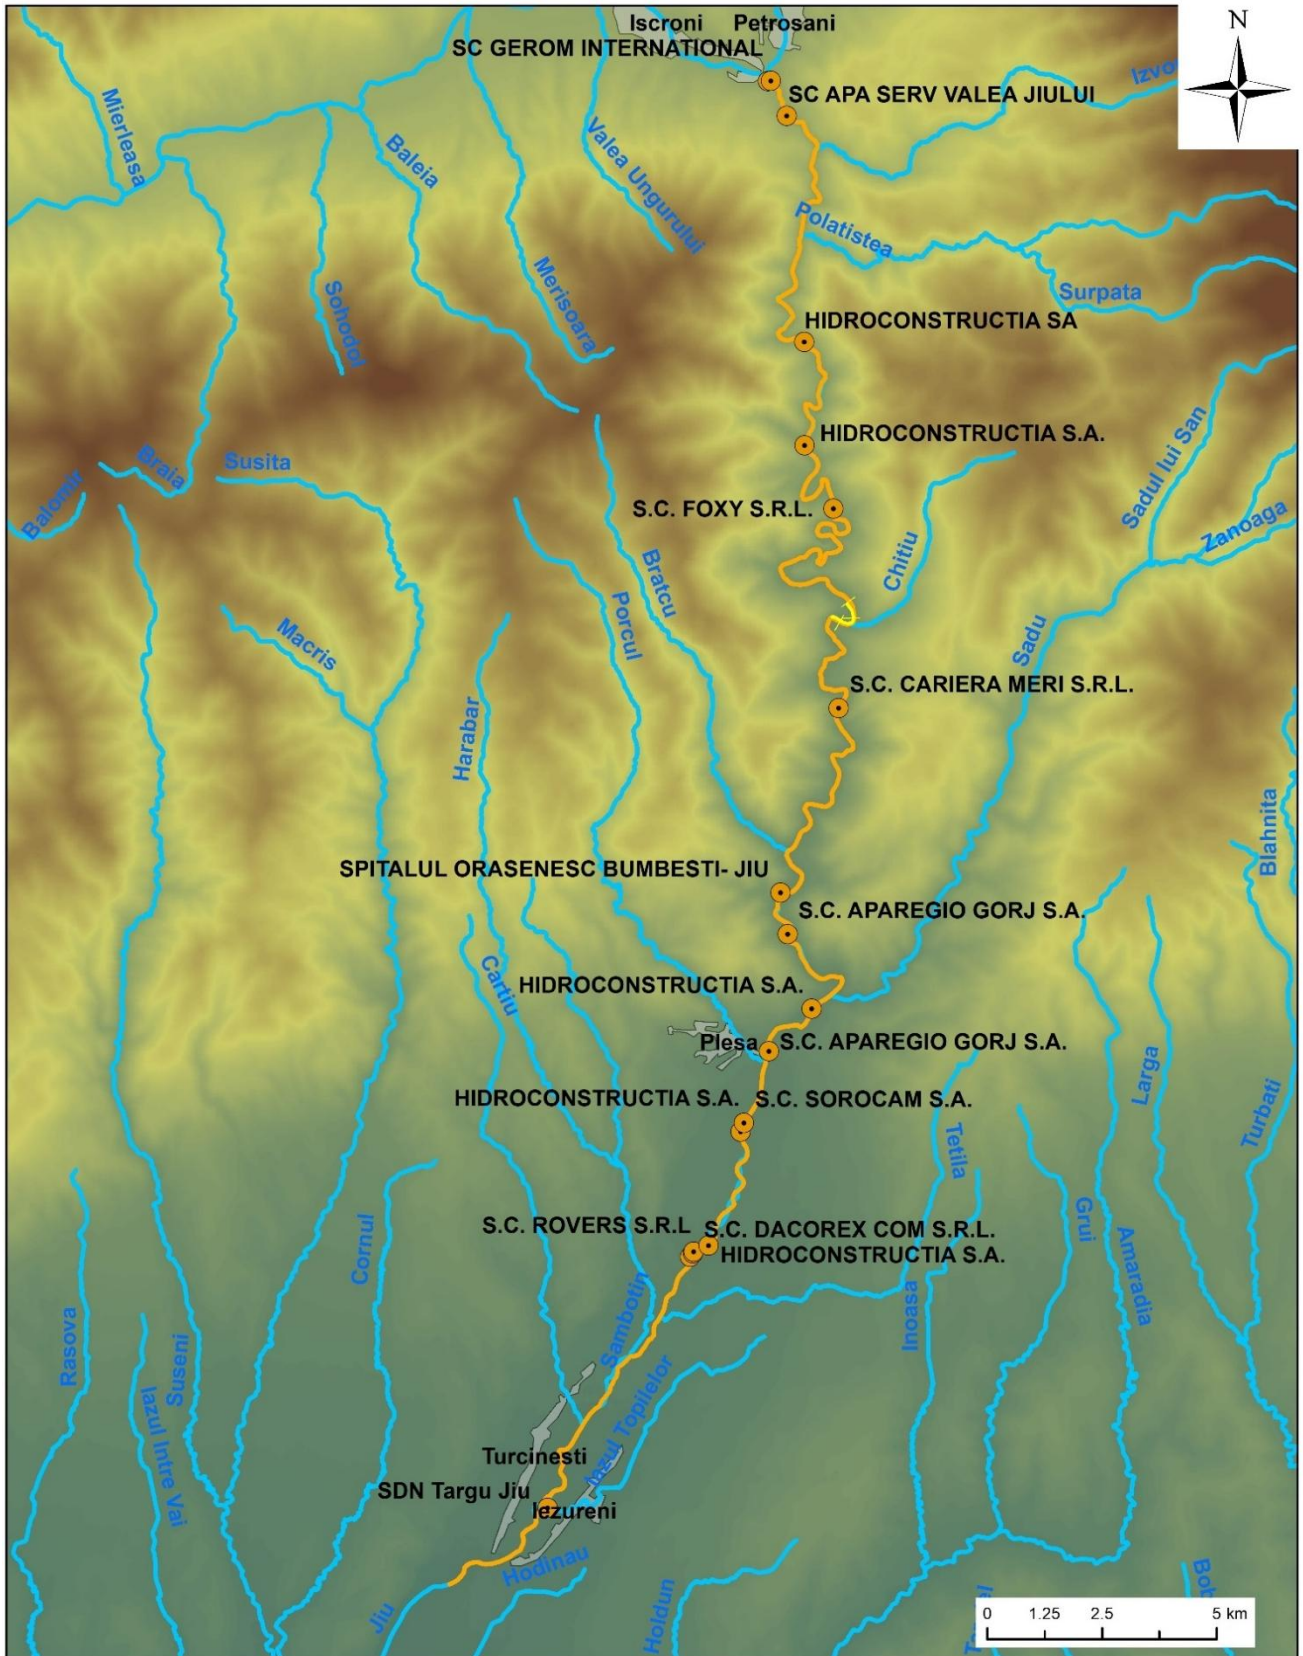 N
Iscroni
Petrosani
SC GEROM INTERNATIONAL
SC APA SERV VALEA JIULUI
Mierleasa
Baleia
Valea Ungurului
Polatistea
Surpata
Merisoara
Sohodol
HIDROCONSTRUCTIA SA
HIDROCONSTRUCTIA S.A.
Sadul lui San
Susita
Braia
Balomir
S.C. FOXY S.R.L.
Zanoaga
Chitiu
Bratcu
Porcul
Macris
Sadu
S.C. CARIERA MERI S.R.L.
Harabar
Blahnita
SPITALUL ORASENESC BUMBESTI- JIU
S.C. APAREGIO GORJ S.A.
Cartiu
HIDROCONSTRUCTIA S.A.
Plesa
S.C. APAREGIO GORJ S.A.
Larga
HIDROCONSTRUCTIA S.A.
S.C. SOROCAM S.A.
Turbati
Tetila
Grui
Amaradia
Cornul
S.C. ROVERS S.R.L
S.C. DACOREX COM S.R.L.
HIDROCONSTRUCTIA S.A.
Sambotin
Inoasa
Rasova
Suseni
Iazul Intre Vai
Iazul Topilelor
Turcinesti
SDN Targu Jiu
Iezureni
Hodinau
Jiu
Holdun
0 1.25 2.5 5 km